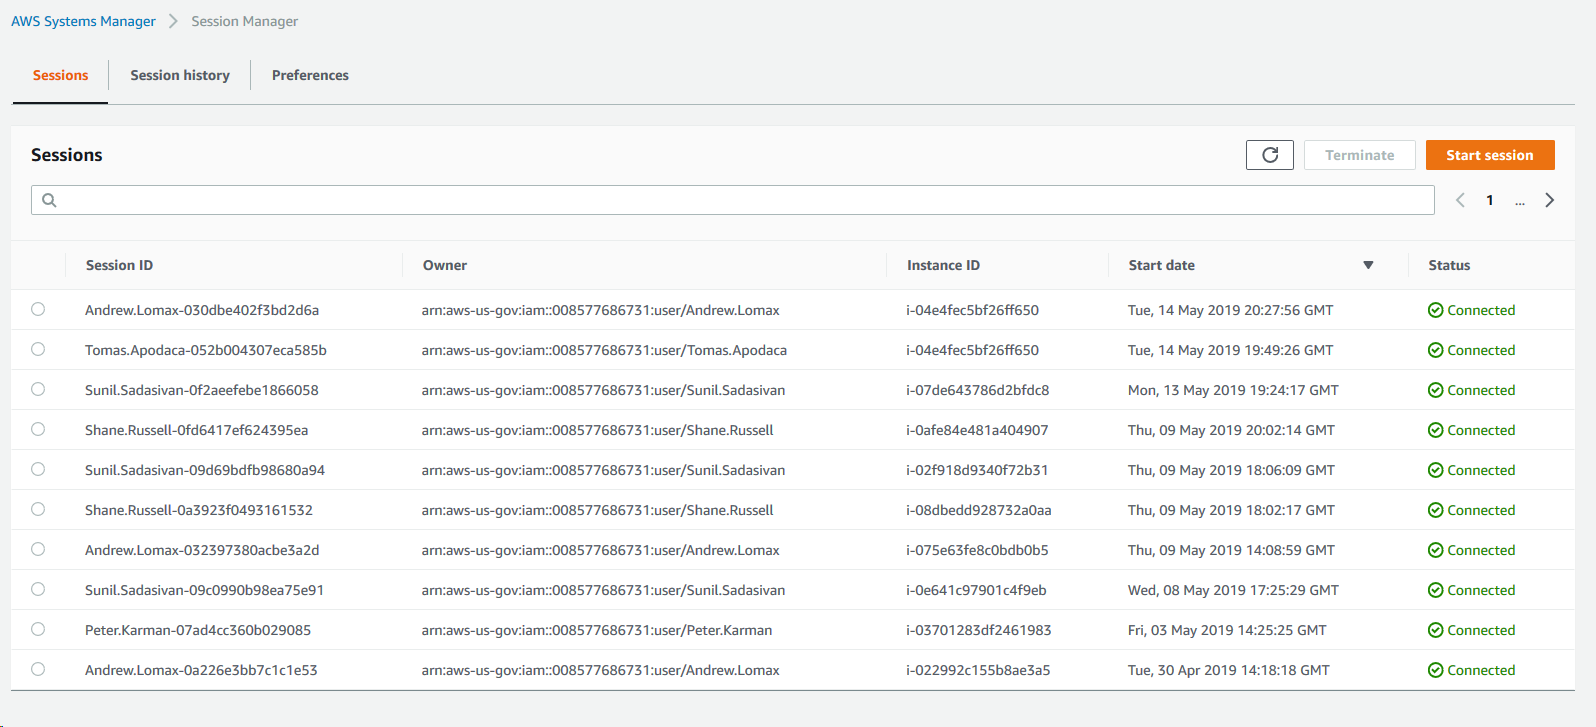 AWS Systems Manager > Session Manager
Sessions Session history Preferences
Sessions Terminate Start session
1 ...
Session ID Owner Instance ID Start date Status
Andrew.Lomax-030dbe402f3bd2d6a arn:aws-us-gov:iam::008577686731:user/Andrew.Lomax i-04e4fec5bf26ff650 Tue, 14 May 2019 20:27:56 GMT Connected
Tomas.Apodaca-052b004307eca585b arn:aws-us-gov:iam::008577686731:user/Tomas.Apodaca i-04e4fec5bf26ff650 Tue, 14 May 2019 19:49:26 GMT Connected
Sunil.Sadasivan-0f2aeefebe1866058 arn:aws-us-gov:iam::008577686731:user/Sunil.Sadasivan i-07de643786d2bfdc8 Mon, 13 May 2019 19:24:17 GMT Connected
Shane.Russell-0fd6417ef624395ea arn:aws-us-gov:iam::008577686731:user/Shane.Russell i-0afe84e481a404907 Thu, 09 May 2019 20:02:14 GMT Connected
Sunil.Sadasivan-09d69bdfb98680a94 arn:aws-us-gov:iam::008577686731:user/Sunil.Sadasivan i-02f918d9340f72b31 Thu, 09 May 2019 18:06:09 GMT Connected
Shane.Russell-0a3923f0493161532 arn:aws-us-gov:iam::008577686731:user/Shane.Russell i-08dbedd928732a0aa Thu, 09 May 2019 18:02:17 GMT Connected
Andrew.Lomax-032397380acbe3a2d arn:aws-us-gov:iam::008577686731:user/Andrew.Lomax i-075e63fe8c0bdb0b5 Thu, 09 May 2019 14:08:59 GMT Connected
Sunil.Sadasivan-09c0990b98ea75e91 arn:aws-us-gov:iam::008577686731:user/Sunil.Sadasivan i-0e641c97901c4f9eb Wed, 08 May 2019 17:25:29 GMT Connected
Peter.Karman-07ad4cc360b029085 arn:aws-us-gov:iam::008577686731:user/Peter.Karman i-03701283df2461983 Fri, 03 May 2019 14:25:25 GMT Connected
Andrew.Lomax-0a226e3bb7c1c1e53 arn:aws-us-gov:iam::008577686731:user/Andrew.Lomax i-022992c155b8ae3a5 Tue, 30 Apr 2019 14:18:18 GMT Connected